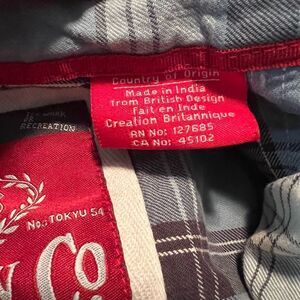 Country of Origin
Made in India
from British Design
Fait en Inde
Creation Britannique
RN No: 127685
CA No: 45102
RECREATION
No: TOKYU 54
Co